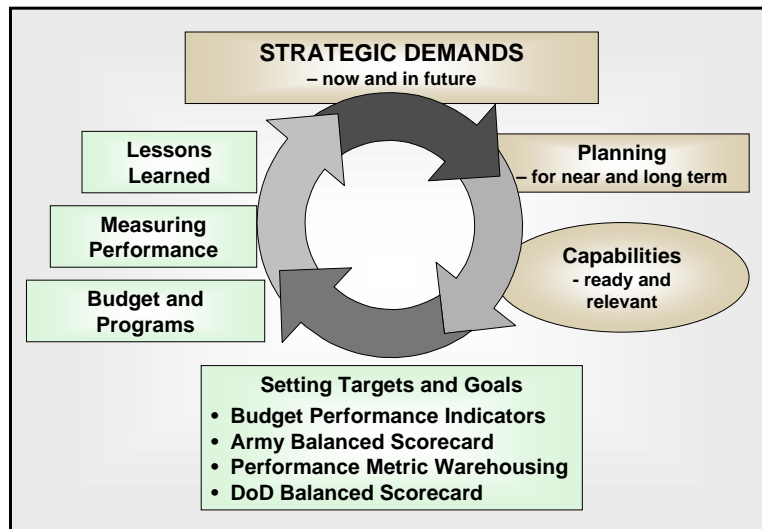 STRATEGIC DEMANDS
– now and in future
Planning
– for near and long term
Capabilities
- ready and
relevant
Setting Targets and Goals
• Budget Performance Indicators
• Army Balanced Scorecard
• Performance Metric Warehousing
• DoD Balanced Scorecard
Budget and
Programs
Measuring
Performance
Lessons
Learned